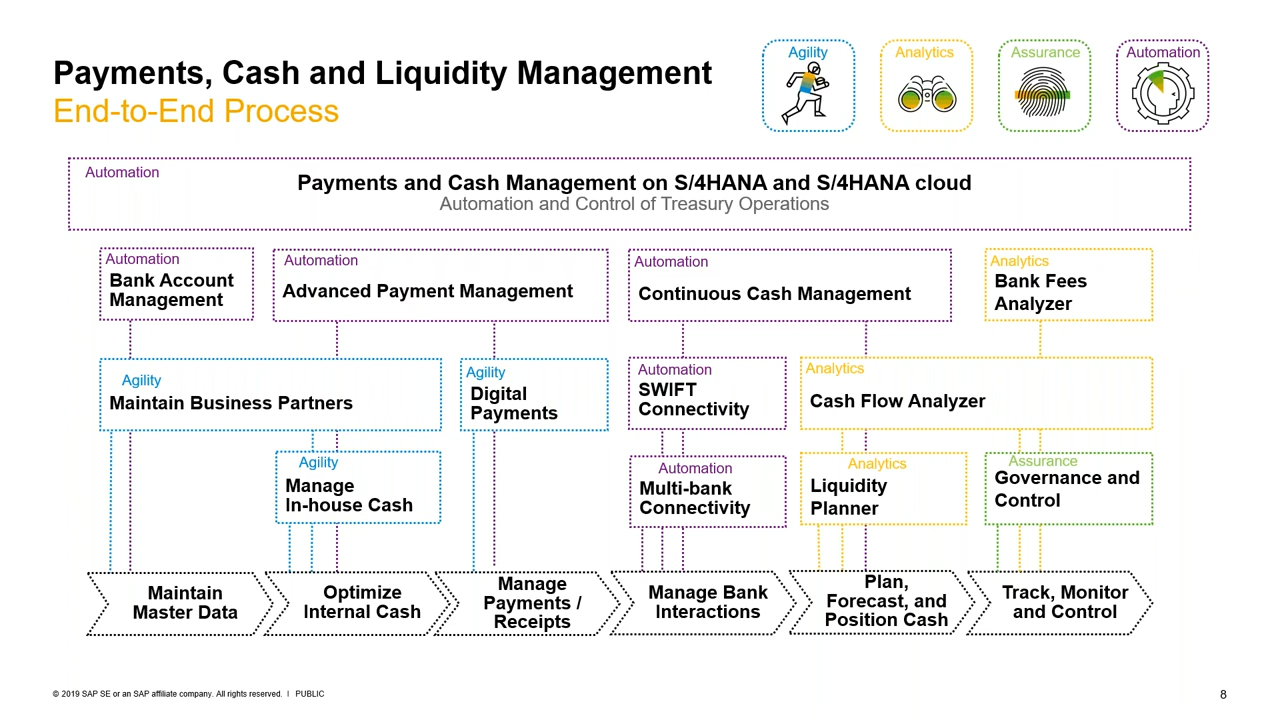 Payments, Cash and Liquidity Management
End-to-End Process
Agility
Analytics
Assurance
Automation
Automation
Payments and Cash Management on S/4HANA and S/4HANA cloud
Automation and Control of Treasury Operations
Automation
Bank Account
Management
Automation
Advanced Payment Management
Automation
Continuous Cash Management
Analytics
Bank Fees
Analyzer
Agility
Maintain Business Partners
Agility
Digital
Payments
Automation
SWIFT
Connectivity
Analytics
Cash Flow Analyzer
Agility
Manage
In-house Cash
Automation
Multi-bank
Connectivity
Analytics
Liquidity
Planner
Assurance
Governance and
Control
Maintain
Master Data
Optimize
Internal Cash
Manage
Payments /
Receipts
Manage Bank
Interactions
Plan,
Forecast, and
Position Cash
Track, Monitor
and Control
© 2019 SAP SE or an SAP affiliate company. All rights reserved. I PUBLIC
8